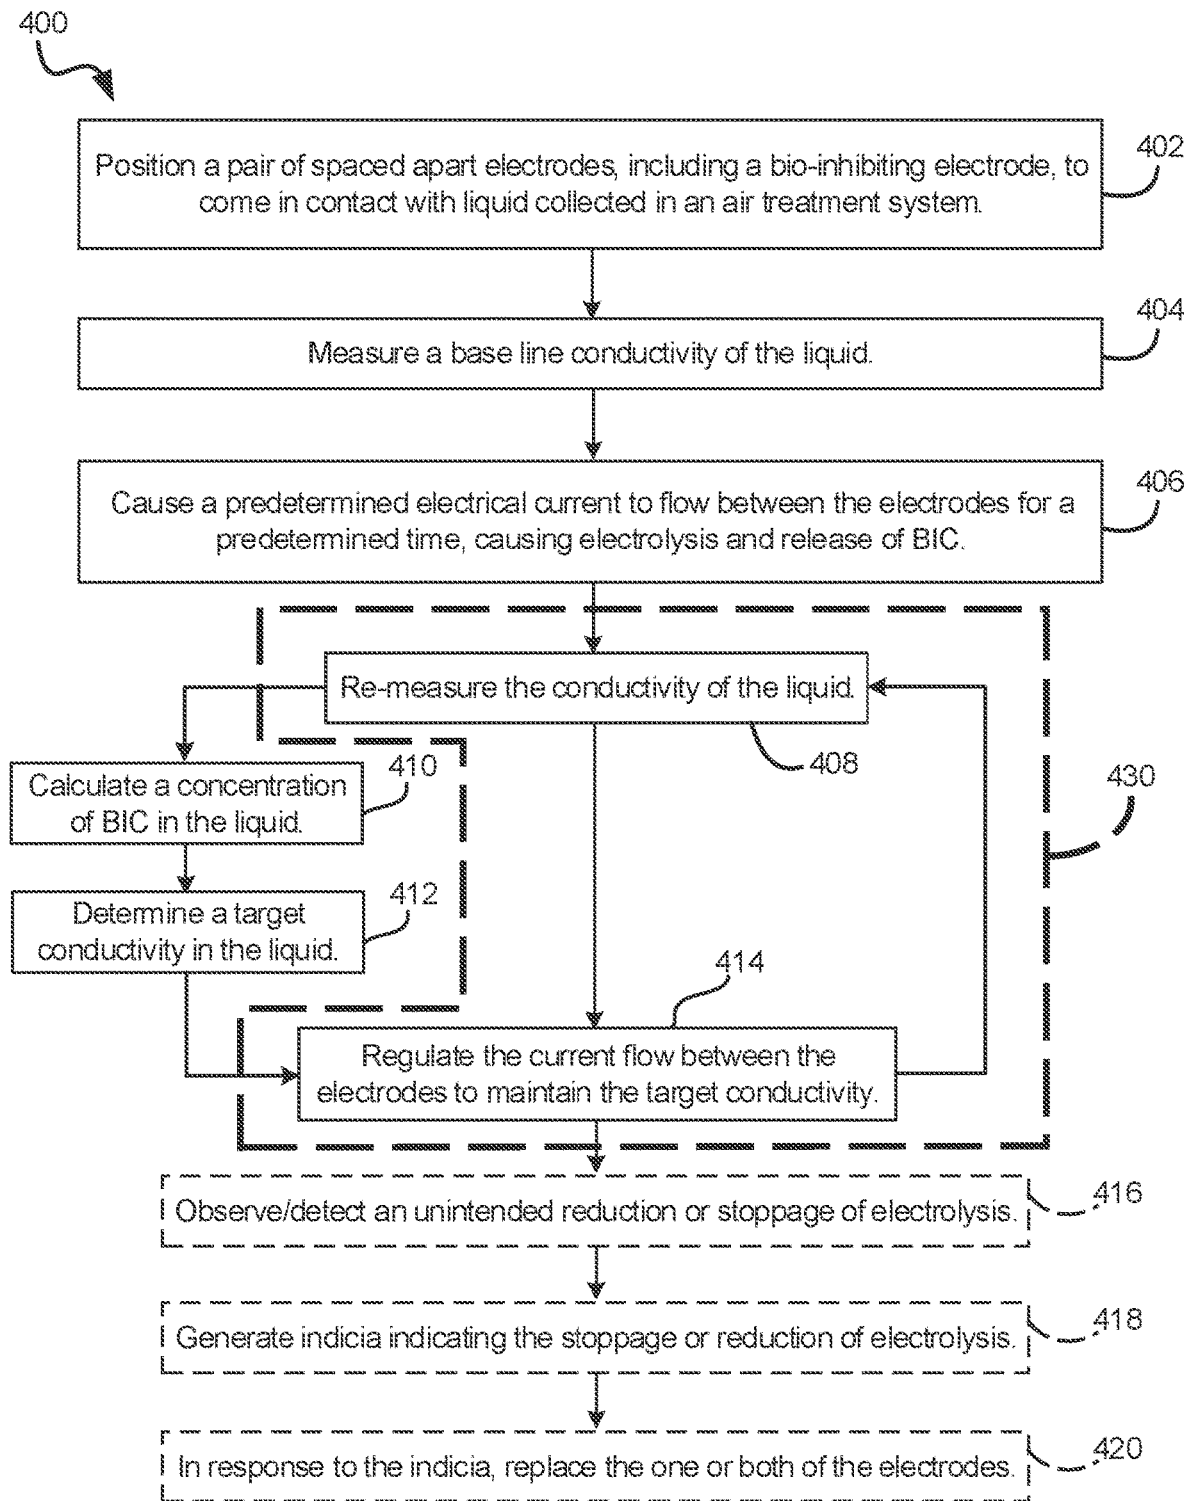 400
Position a pair of spaced apart electrodes, including a bio-inhibiting electrode, to
come in contact with liquid collected in an air treatment system.
402
Measure a base line conductivity of the liquid.
404
Cause a predetermined electrical current to flow between the electrodes for a
predetermined time, causing electrolysis and release of BIC.
406
Re-measure the conductivity of the liquid.
408
Calculate a concentration
of BIC in the liquid.
410
430
Determine a target
conductivity in the liquid.
412
414
Regulate the current flow between the
electrodes to maintain the target conductivity.
Observe/detect an unintended reduction or stoppage of electrolysis.
416
Generate indicia indicating the stoppage or reduction of electrolysis.
418
In response to the indicia, replace the one or both of the electrodes.
420